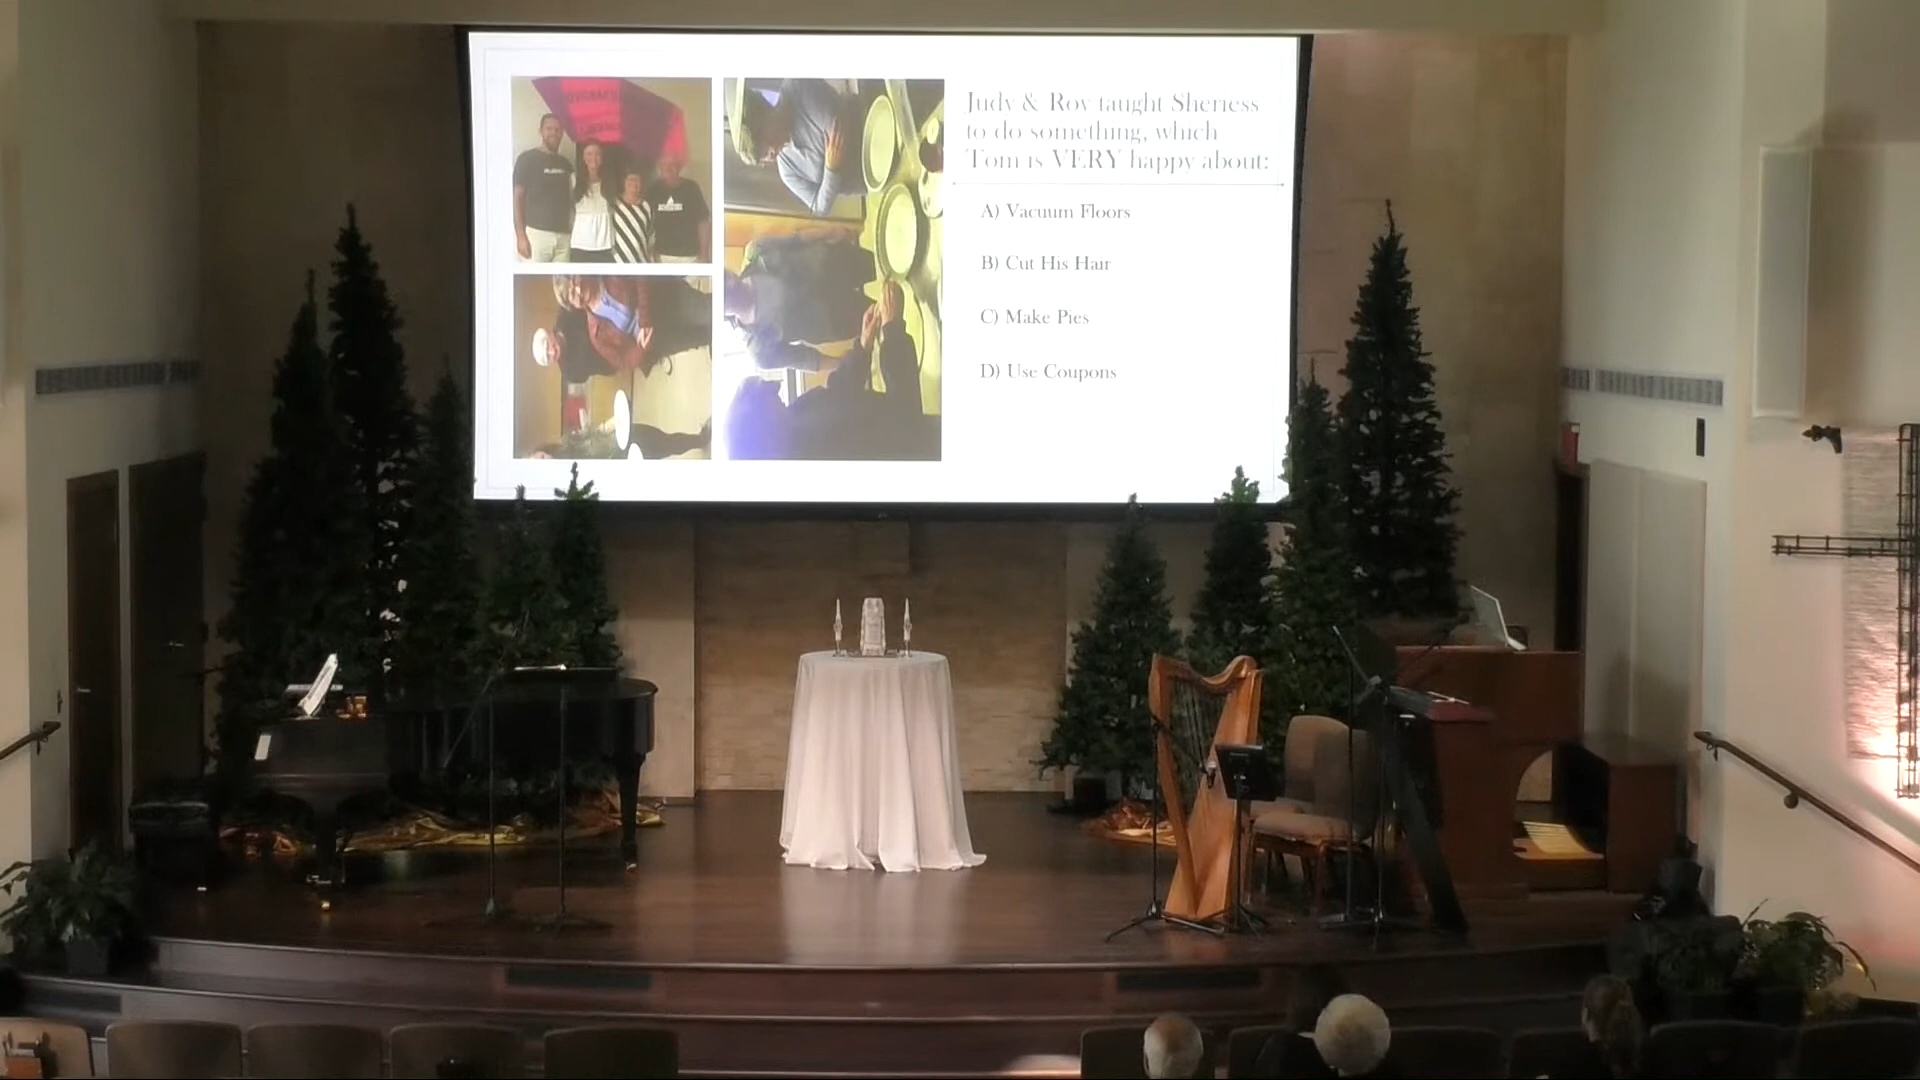 Judy & Roy taught Sheriess
to do something, which
Tom is VERY happy about:
A) Vacuum Floors
B) Cut His Hair
C) Make Pies
D) Use Coupons